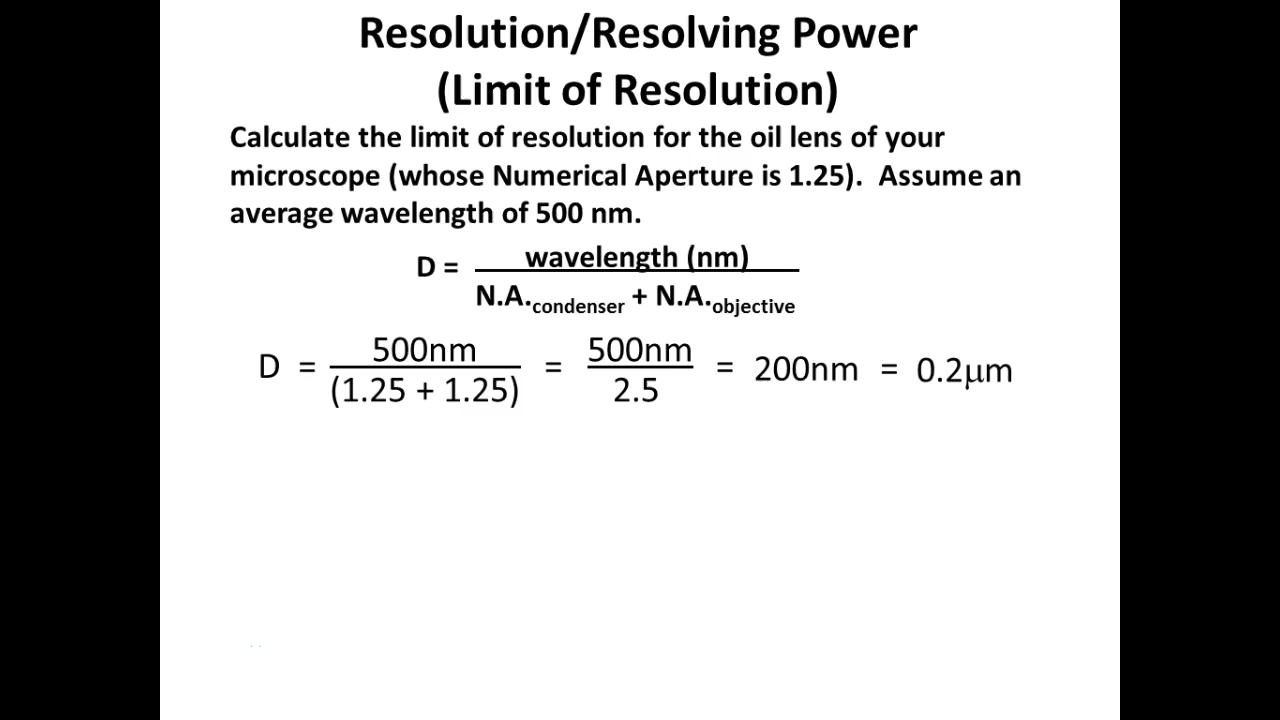 Resolution/Resolving Power
(Limit of Resolution)
Calculate the limit of resolution for the oil lens of your
microscope (whose Numerical Aperture is 1.25).  Assume an
average wavelength of 500 nm.
D = wavelength (nm)
N.A.condenser + N.A.objective
D = 500nm = 500nm = 200nm = 0.2μm
(1.25 + 1.25) 2.5